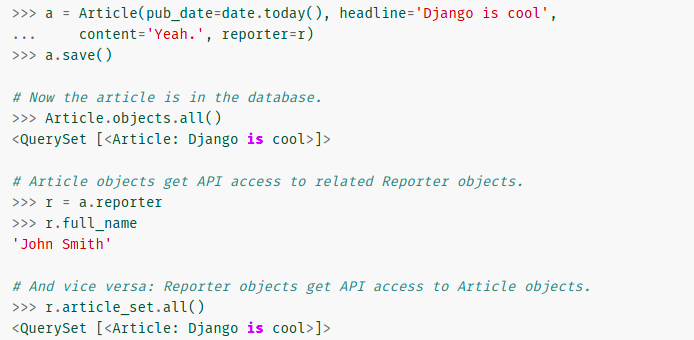 >>> a = Article(pub_date=date.today(), headline='Django is cool',
...     content='Yeah.', reporter=r)
>>> a.save()

# Now the article is in the database.
>>> Article.objects.all()
<QuerySet [<Article: Django is cool>]>

# Article objects get API access to related Reporter objects.
>>> r = a.reporter
>>> r.full_name
'John Smith'

# And vice versa: Reporter objects get API access to Article objects.
>>> r.article_set.all()
<QuerySet [<Article: Django is cool>]>